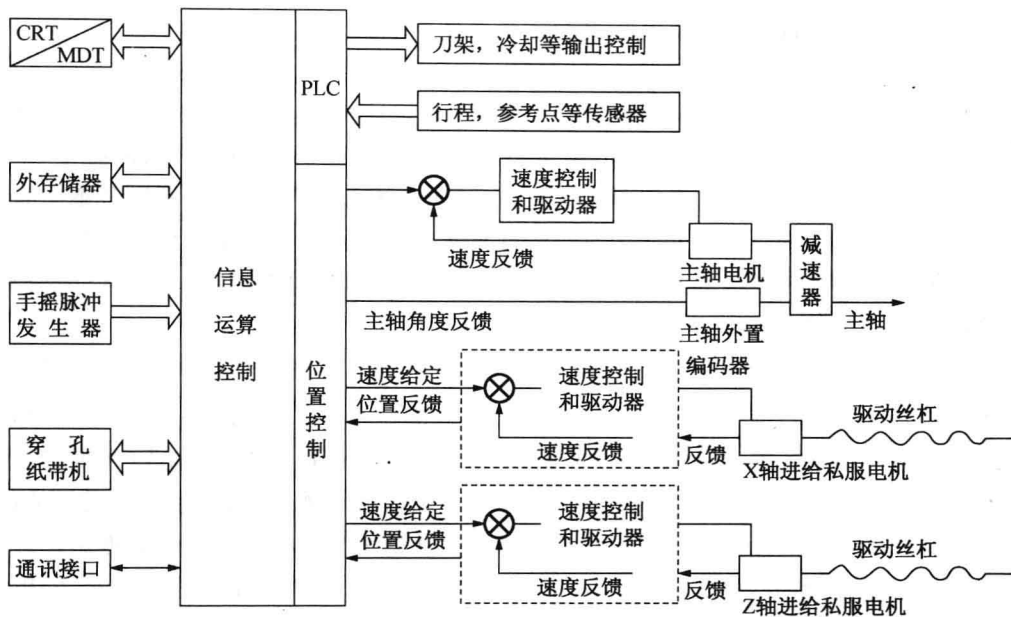 CRT
MDT
外存储器
手摇脉冲
发生器
穿孔
纸带机
通讯接口
信息
运算
控制
PLC
位置控制
刀架，冷却等输出控制
行程，参考点等传感器
速度控制
和驱动器
速度反馈
主轴电机
减速器
主轴角度反馈
主轴外置
编码器
主轴
速度给定
位置反馈
速度控制
和驱动器
速度反馈
反馈
驱动丝杠
X轴进给私服电机
速度给定
位置反馈
速度控制
和驱动器
速度反馈
反馈
驱动丝杠
Z轴进给私服电机